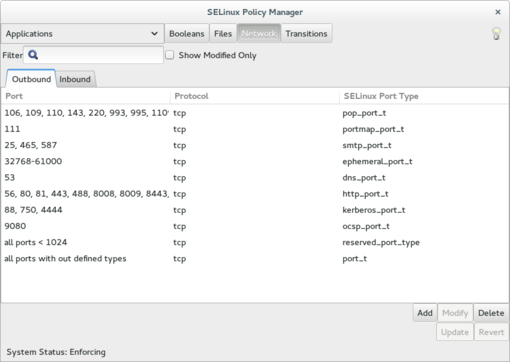 SELinux Policy Manager
Applications Booleans Files Network Transitions
Filter Show Modified Only
Outbound Inbound
Port Protocol SELinux Port Type
106, 109, 110, 143, 220, 993, 995, 110 tcp pop_port_t
111 tcp portmap_port_t
25, 465, 587 tcp smtp_port_t
32768-61000 tcp ephemeral_port_t
53 tcp dns_port_t
56, 80, 81, 443, 488, 8008, 8009, 8443, tcp http_port_t
88, 750, 4444 tcp kerberos_port_t
9080 tcp ocsp_port_t
all ports < 1024 tcp reserved_port_type
all ports with out defined types tcp port_t
Add Modify Delete
Update Revert
System Status: Enforcing